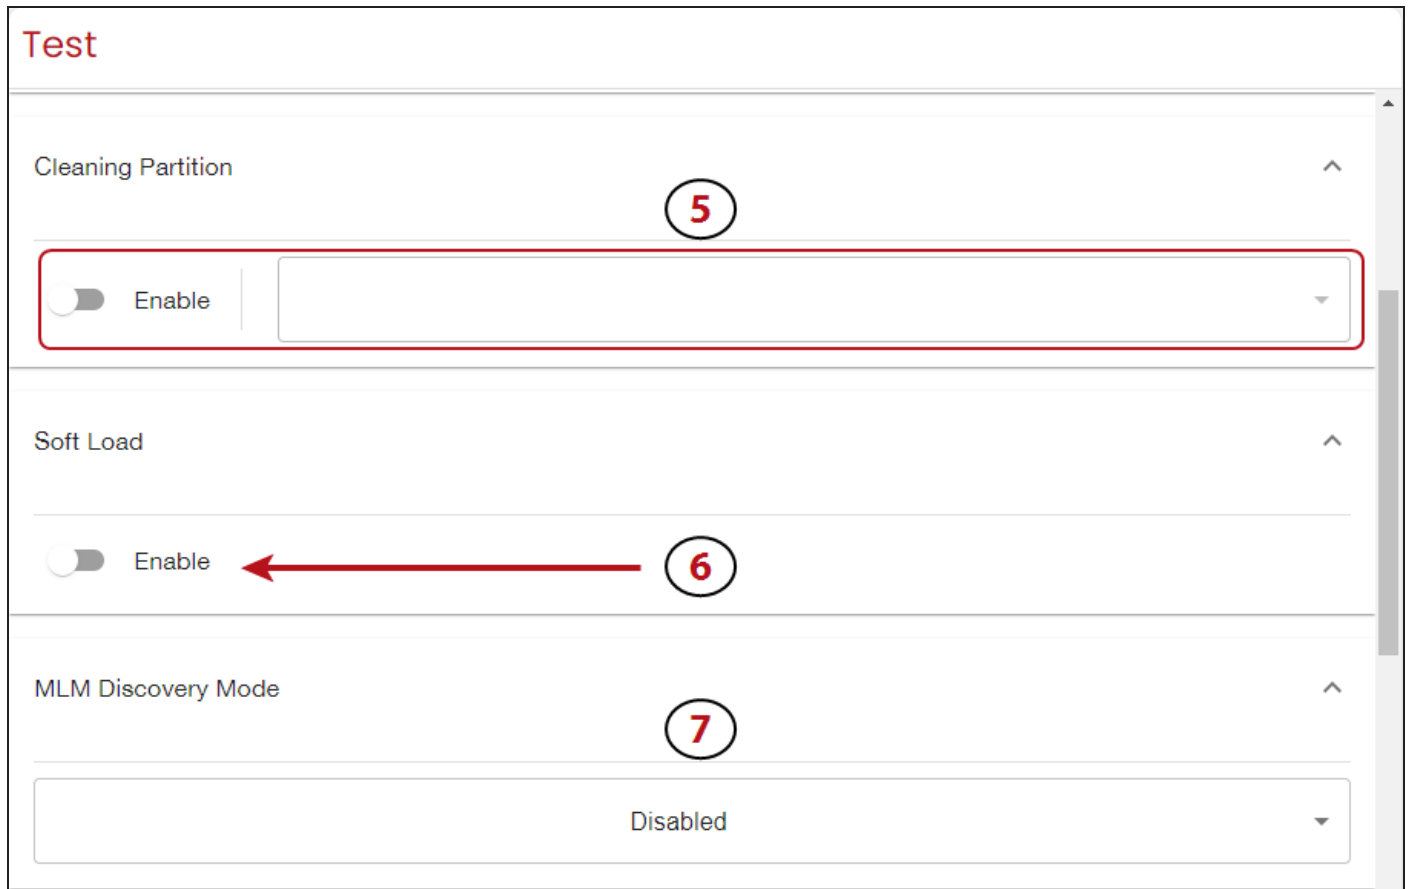 Test
Cleaning Partition
5
Enable
Soft Load
Enable
6
MLM Discovery Mode
7
Disabled